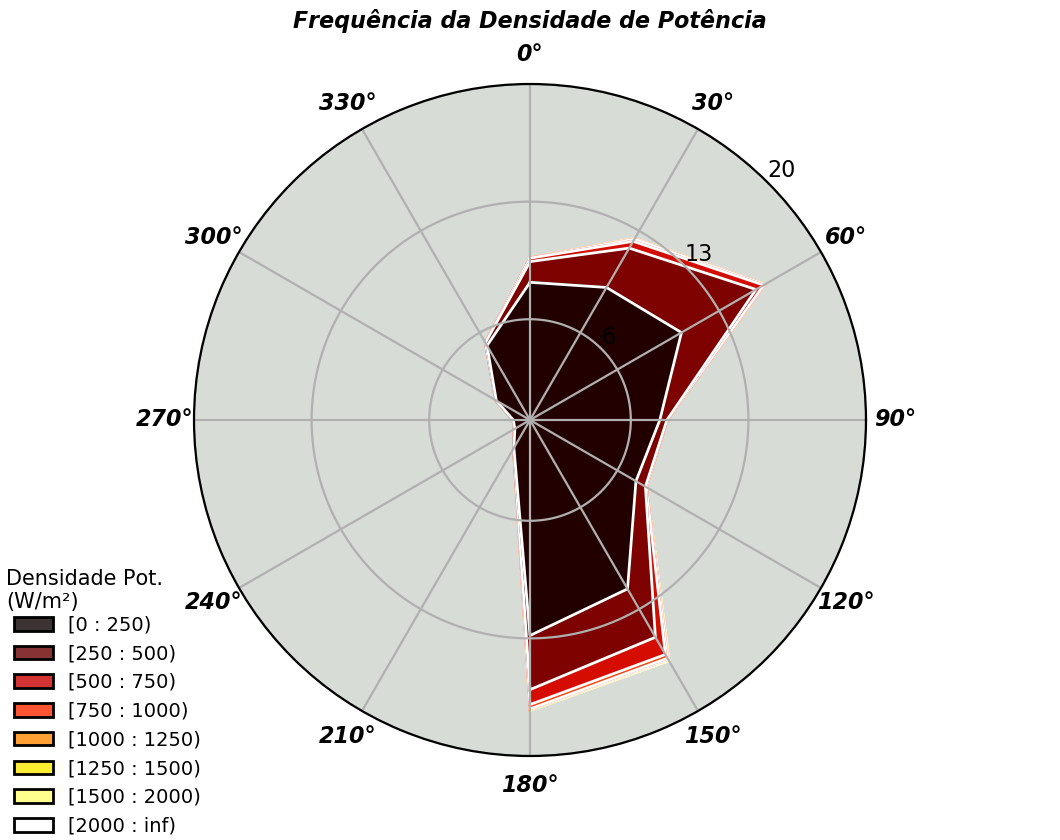 Frequência da Densidade de Potência
0°
330°
30°
20
300°
60°
13
6
270°
90°
240°
120°
210°
150°
180°
Densidade Pot.
(W/m²)
[0 : 250)
[250 : 500)
[500 : 750)
[750 : 1000)
[1000 : 1250)
[1250 : 1500)
[1500 : 2000)
[2000 : inf)